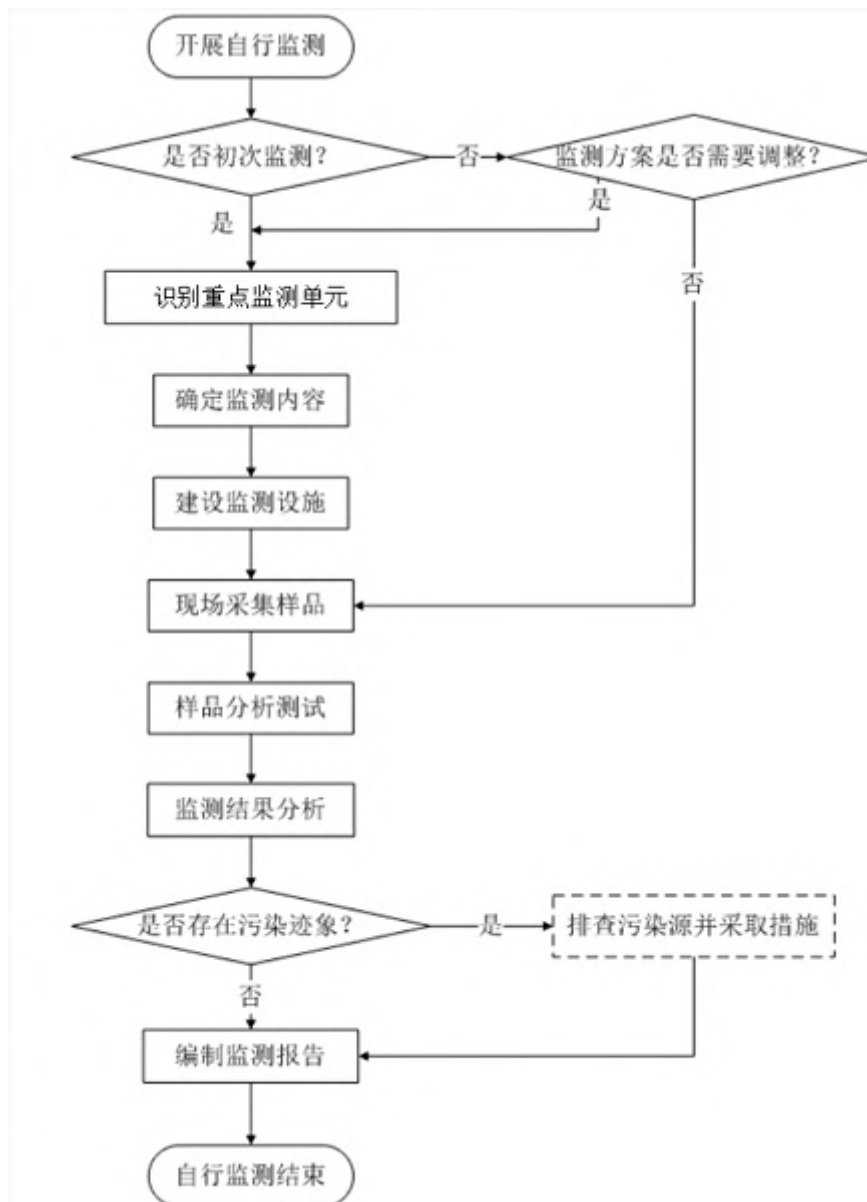 开展自行监测
是否初次监测？
否
监测方案是否需要调整？
是
是
否
识别重点监测单元
确定监测内容
建设监测设施
现场采集样品
样品分析测试
监测结果分析
是否存在污染迹象？
是
排查污染源并采取措施
否
编制监测报告
自行监测结束